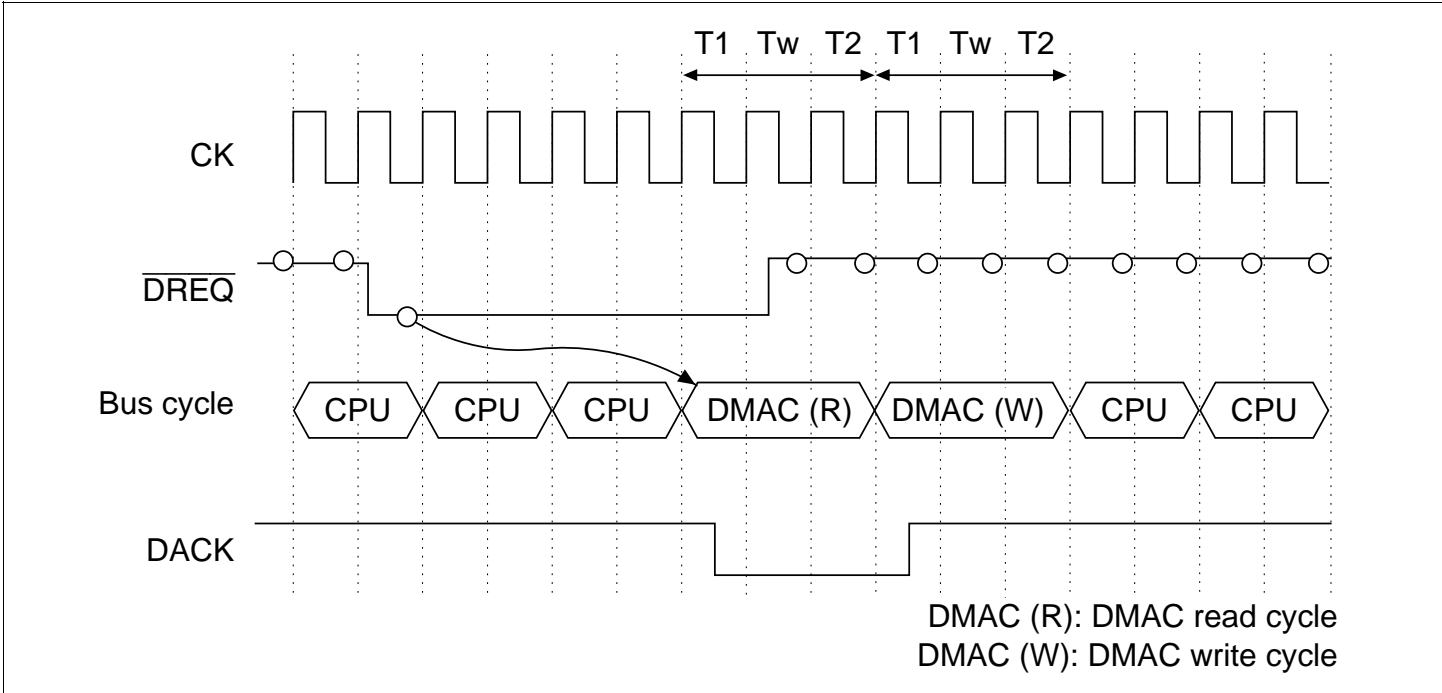 T1 Tw T2 T1 Tw T2
CK
DREQ
Bus cycle CPU CPU CPU DMAC (R) DMAC (W) CPU CPU
DACK
DMAC (R): DMAC read cycle
DMAC (W): DMAC write cycle